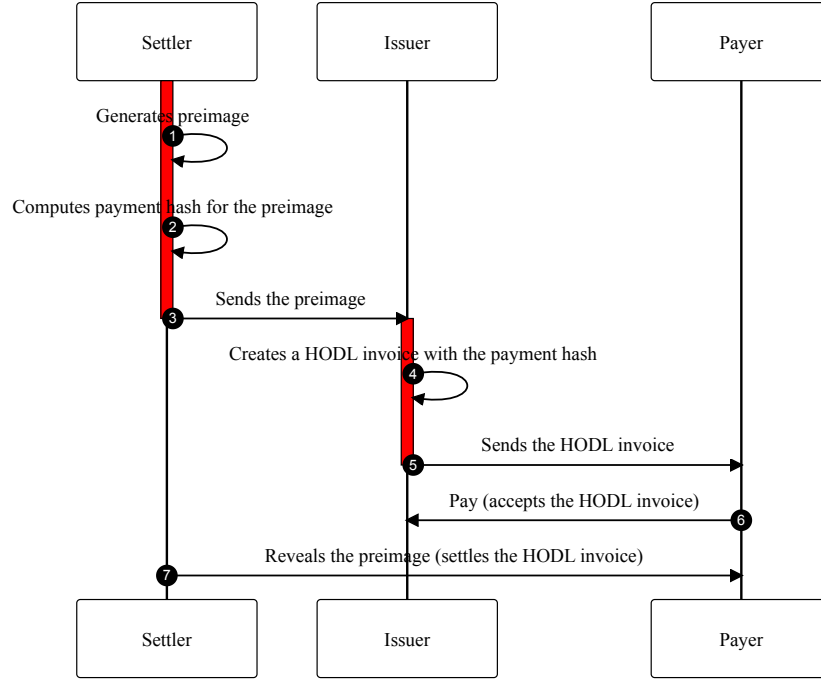 Settler
Issuer
Payer
Generates preimage
1
Computes payment hash for the preimage
2
Sends the preimage
3
Creates a HODL invoice with the payment hash
4
Sends the HODL invoice
5
Pay (accepts the HODL invoice)
6
Reveals the preimage (settles the HODL invoice)
7
Settler
Issuer
Payer